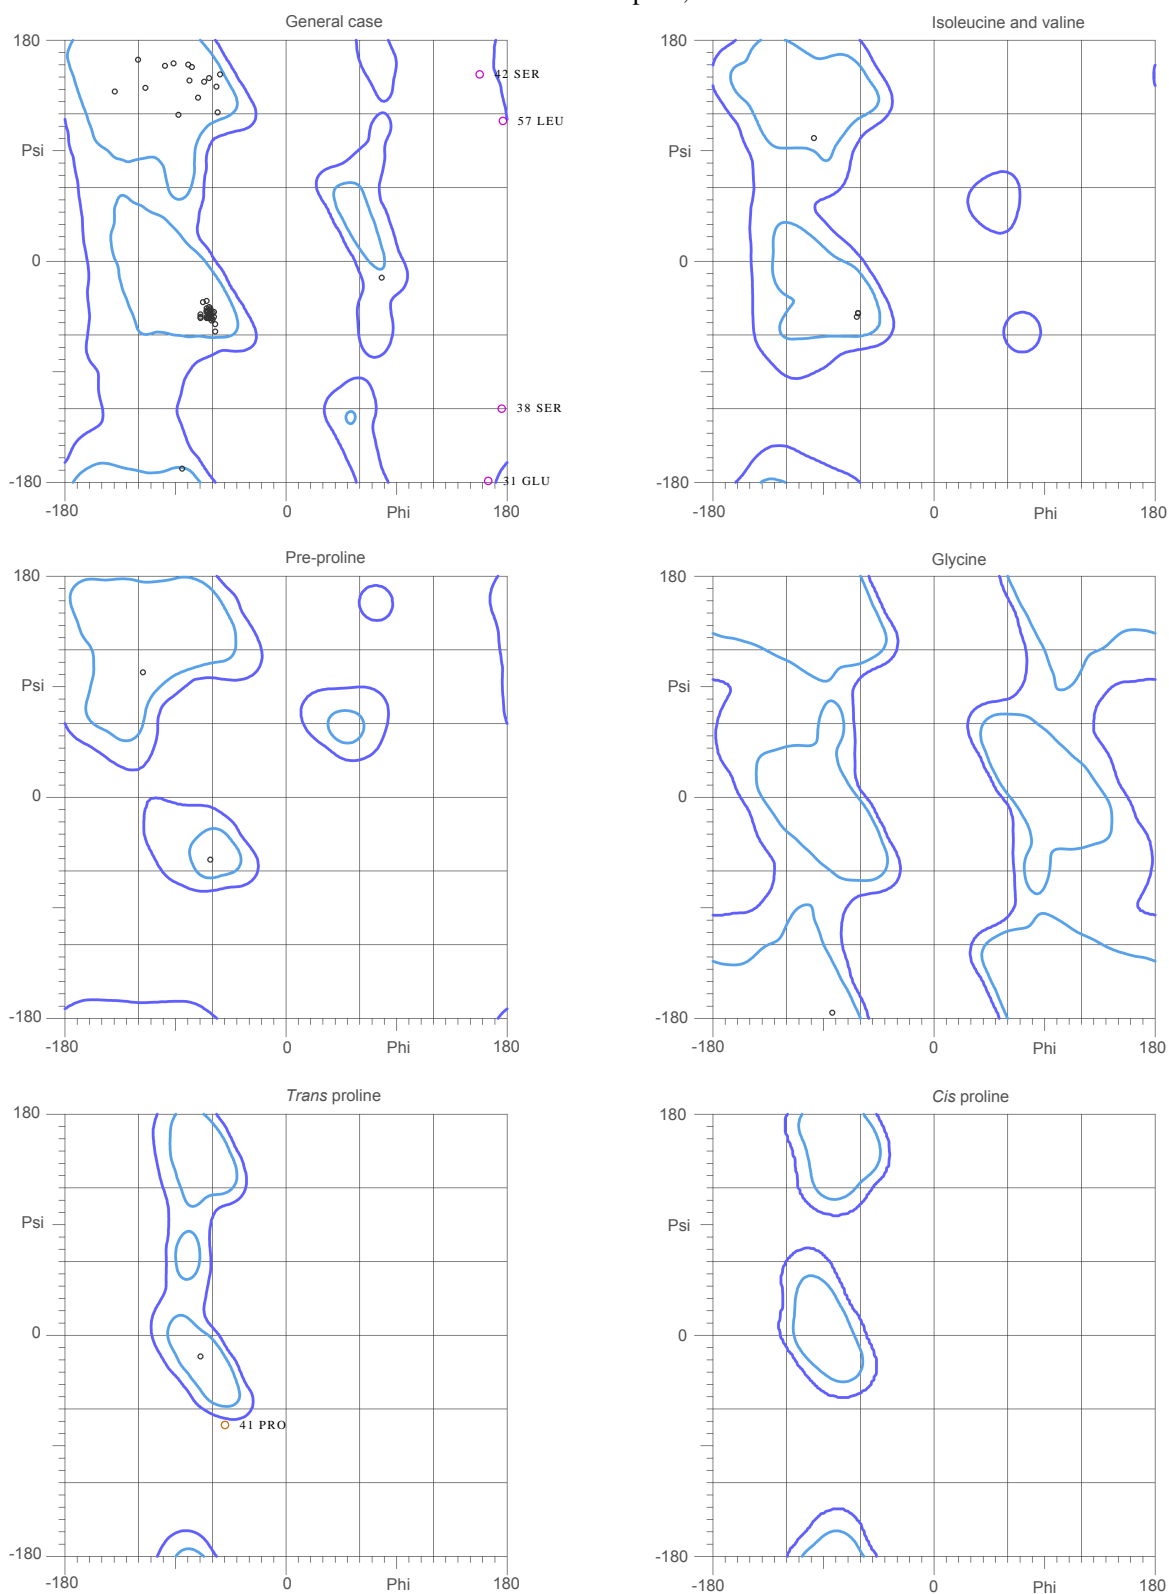 General case
180
Psi
0
-180
-180
0
Phi
180
42 SER
57 LEU
38 SER
31 GLU
Isoleucine and valine
180
Psi
0
-180
-180
0
Phi
180
Pre-proline
180
Psi
0
-180
-180
0
Phi
180
Glycine
180
Psi
0
-180
-180
0
Phi
180
Trans proline
180
Psi
0
-180
-180
0
Phi
180
41 PRO
Cis proline
180
Psi
0
-180
-180
0
Phi
180